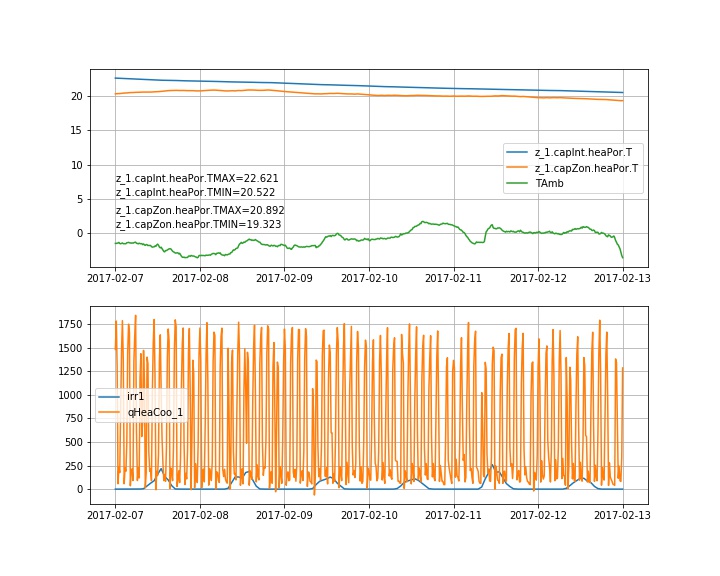 20
15
10
5
0
z_1.capInt.heaPor.T
z_1.capZon.heaPor.T
TAmb
z_1.capInt.heaPor.TMAX=22.621
z_1.capInt.heaPor.TMIN=20.522
z_1.capZon.heaPor.TMAX=20.892
z_1.capZon.heaPor.TMIN=19.323
2017-02-07 2017-02-08 2017-02-09 2017-02-10 2017-02-11 2017-02-12 2017-02-13
1750
1500
1250
1000
750
500
250
0
irr1
qHeaCoo_1
2017-02-07 2017-02-08 2017-02-09 2017-02-10 2017-02-11 2017-02-12 2017-02-13